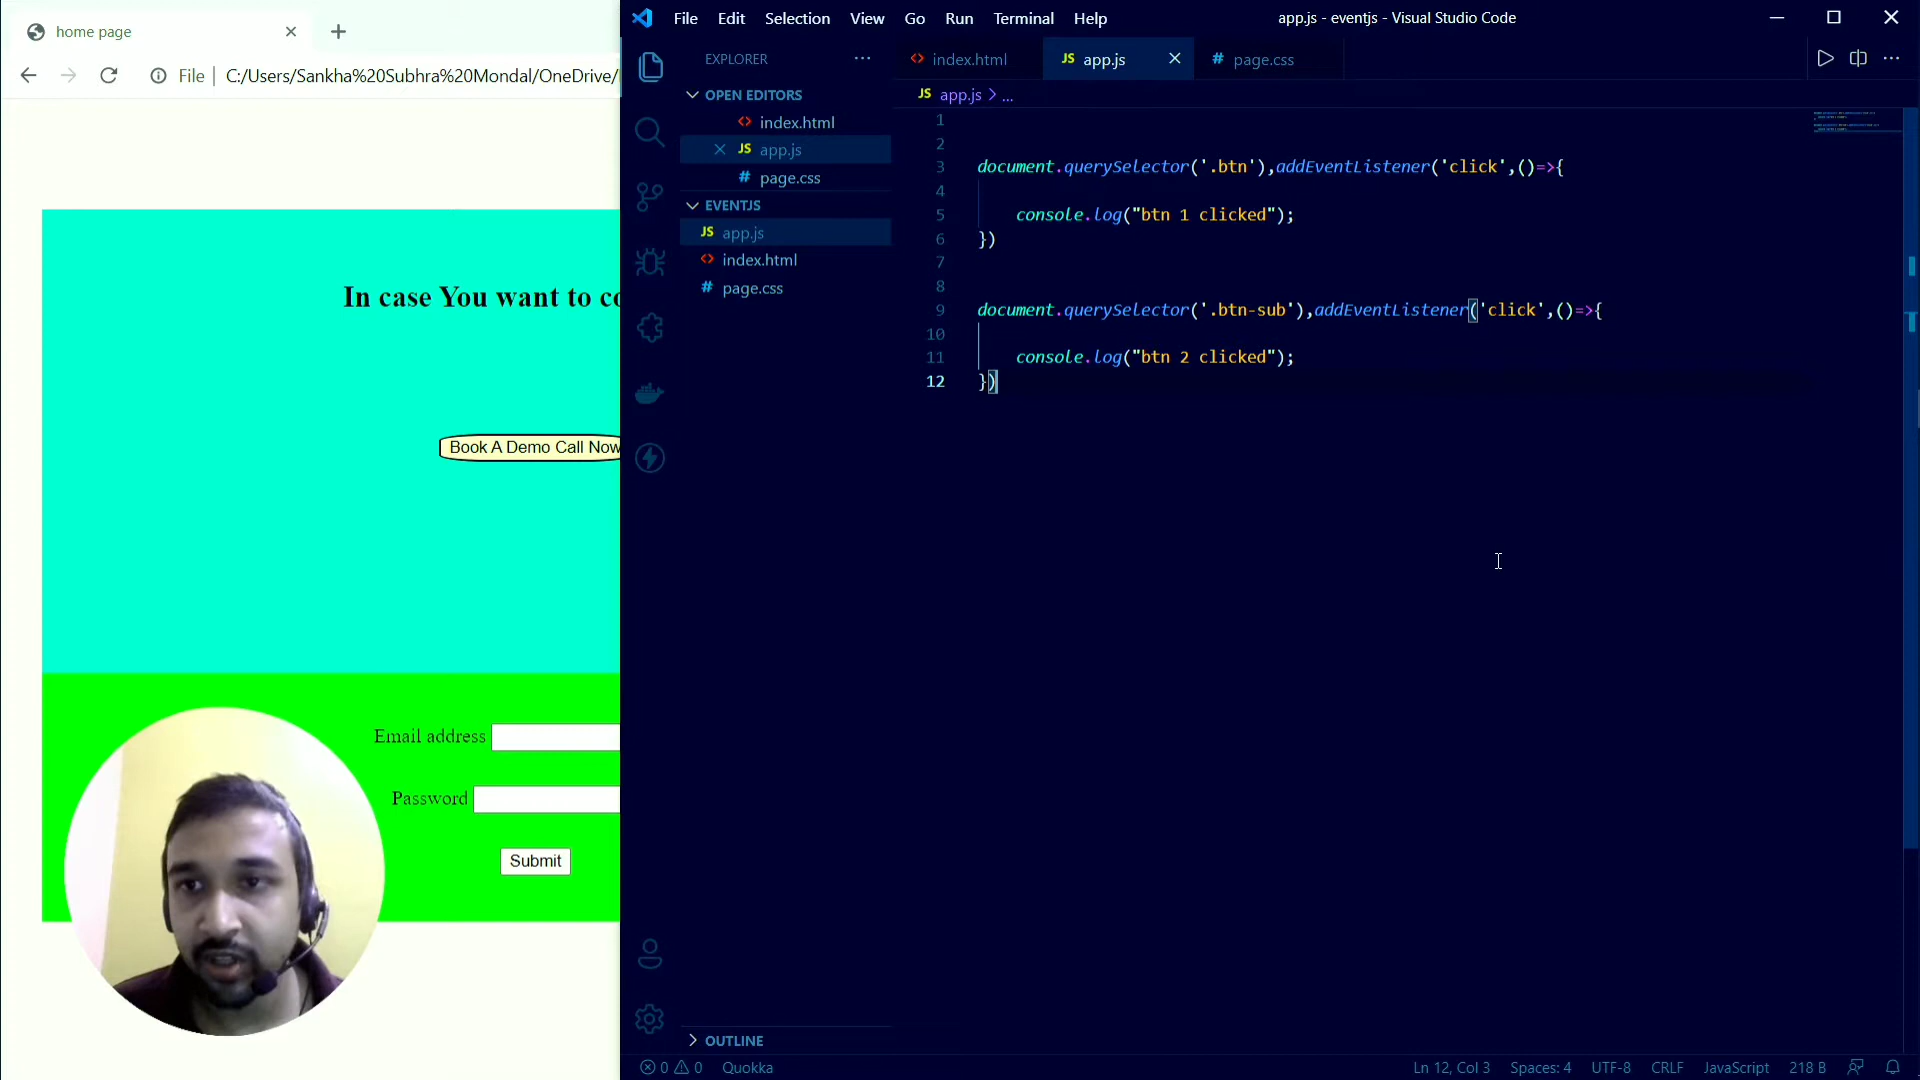 home page
File
C:/Users/Sankha%20Subhra%20Mondal/OneDrive/
In case You want to co
Book A Demo Call Now
Email address
Password
Submit
File Edit Selection View Go Run Terminal Help
app.js - eventjs - Visual Studio Code
EXPLORER
OPEN EDITORS
<> index.html
JS app.js
# page.css
EVENTJS
JS app.js
<> index.html
# page.css
OUTLINE
<> index.html
JS app.js
# page.css
JS app.js > ...
1
2
3 document.querySelector('.btn'),addEventListener('click',()=>{
4
5 console.log("btn 1 clicked");
6 })
7
8
9 document.querySelector('.btn-sub'),addEventListener('click',()=>{
10
11 console.log("btn 2 clicked");
12 })
0 0 Quokka
Ln 12, Col 3 Spaces: 4 UTF-8 CRLF JavaScript 218 B